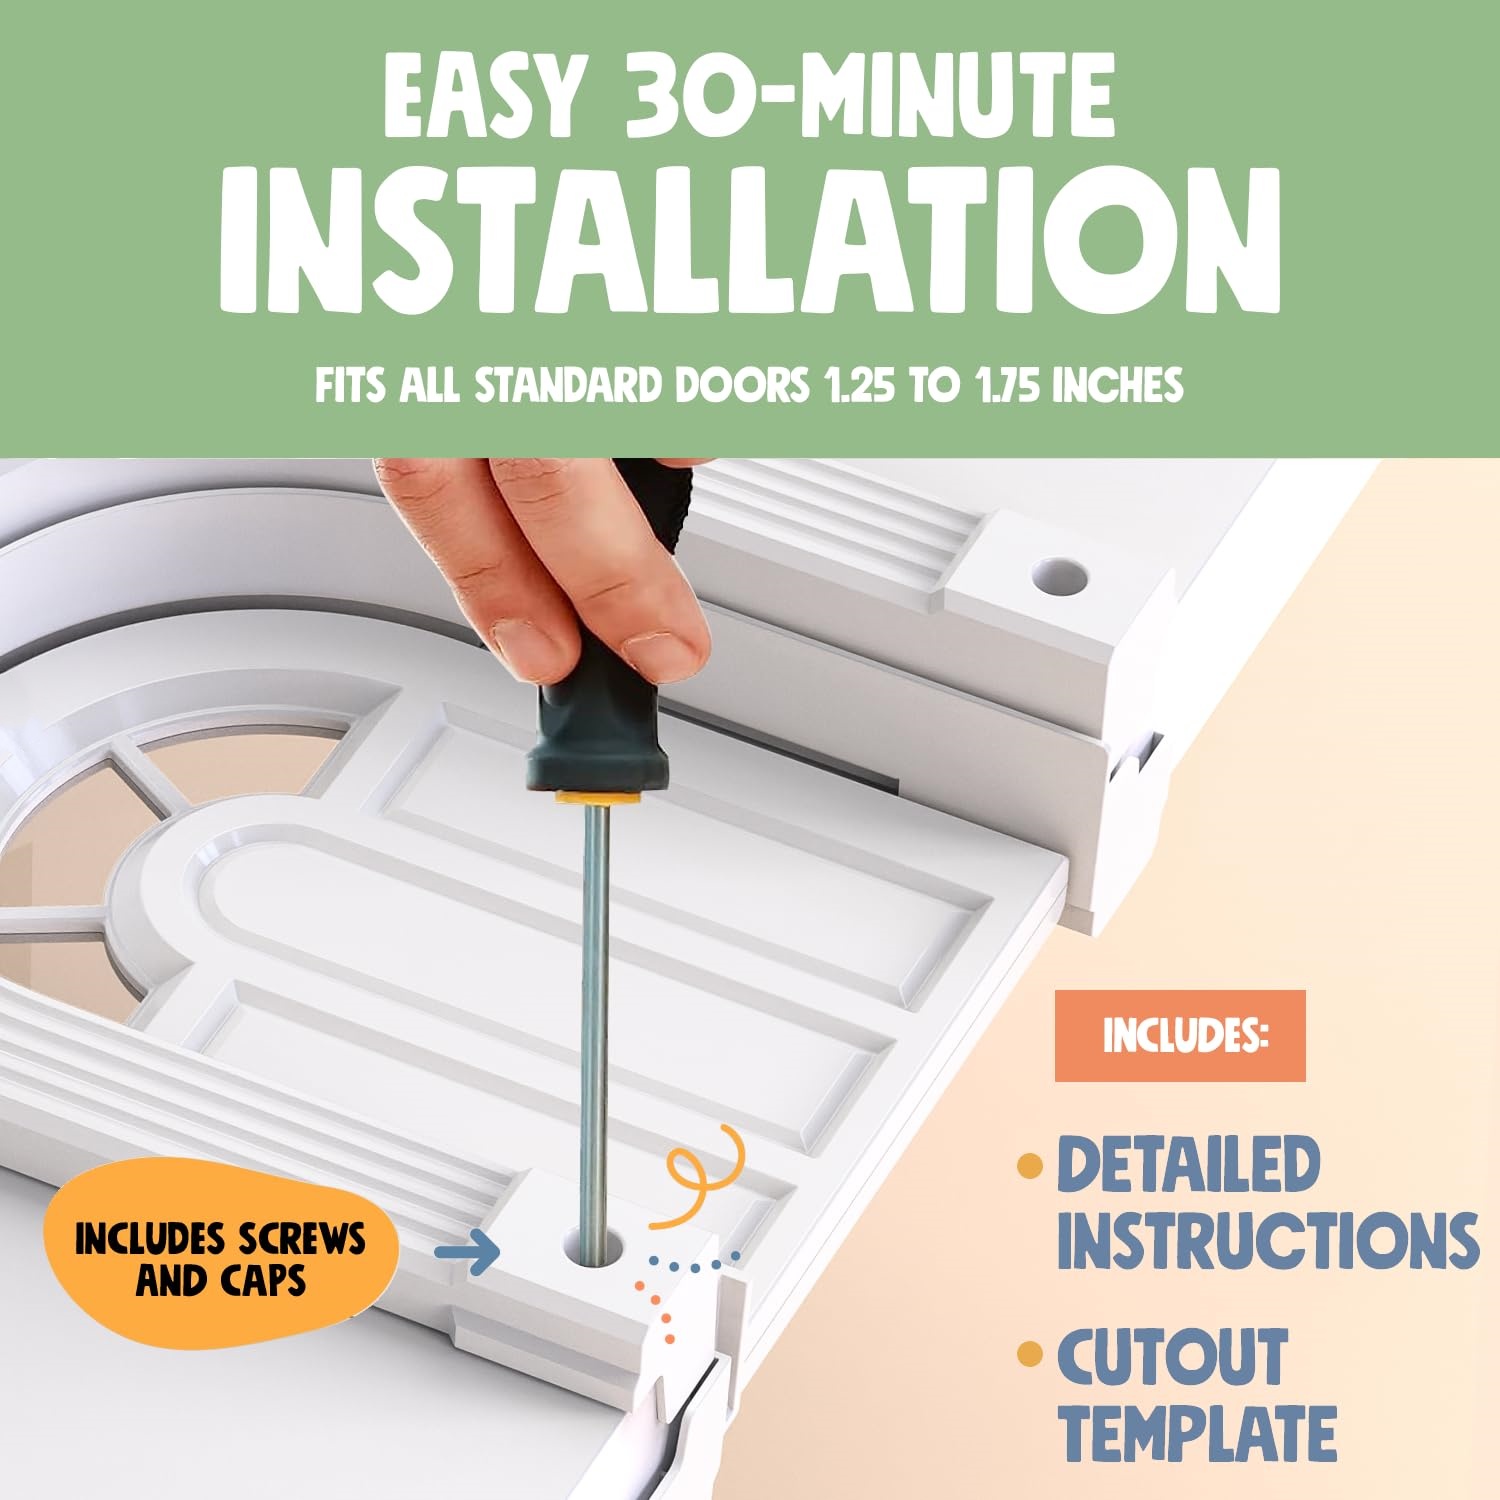 EASY 30-MINUTE
INSTALLATION
FITS ALL STANDARD DOORS 1.25 TO 1.75 INCHES
INCLUDES:
• DETAILED
INSTRUCTIONS
• CUTOUT
TEMPLATE
INCLUDES SCREWS
AND CAPS